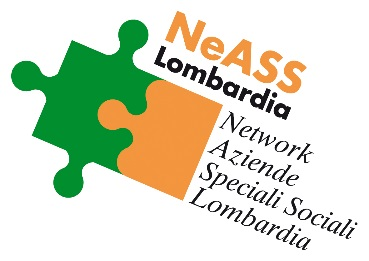 NeASS
Lombardia
Network
Aziende
Speciali Sociali
Lombardia